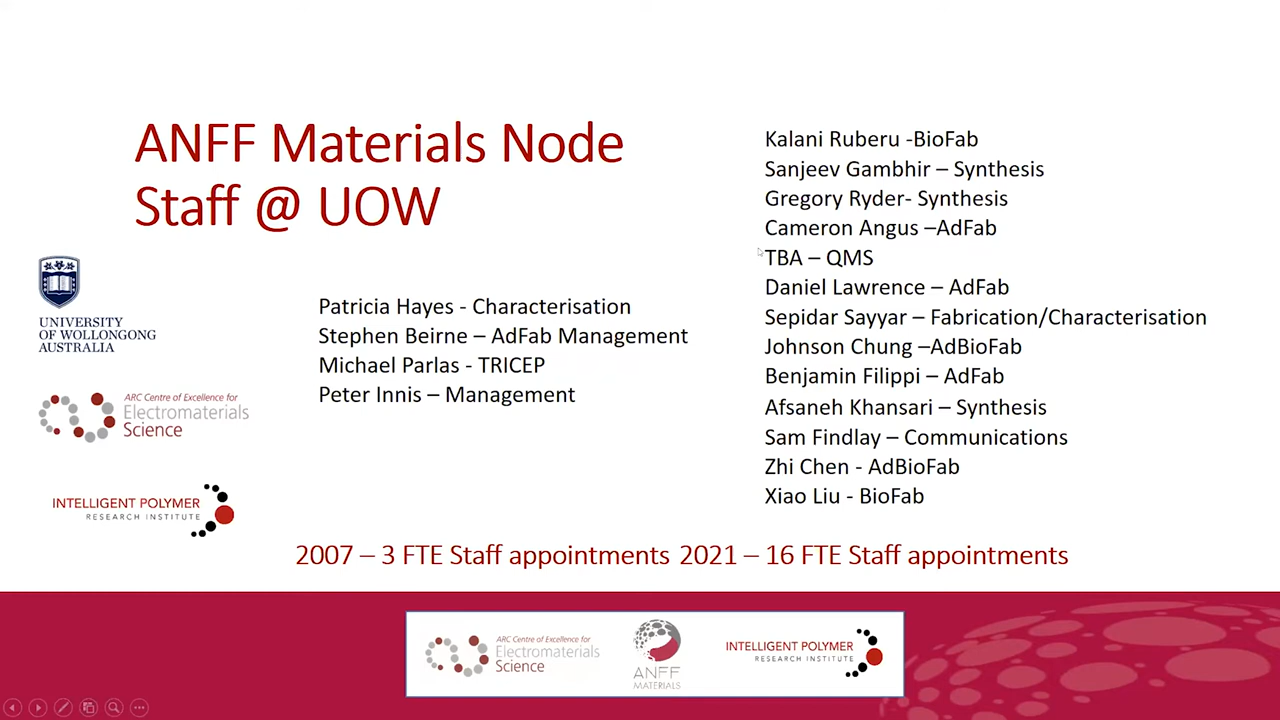 ANFF Materials Node
Staff @ UOW
UNIVERSITY
OF WOLLONGONG
AUSTRALIA
ARC Centre of Excellence for
Electromaterials
Science
INTELLIGENT POLYMER
RESEARCH INSTITUTE
Patricia Hayes - Characterisation
Stephen Beirne – AdFab Management
Michael Parlas - TRICEP
Peter Innis – Management
Kalani Ruberu -BioFab
Sanjeev Gambhir – Synthesis
Gregory Ryder- Synthesis
Cameron Angus –AdFab
TBA – QMS
Daniel Lawrence – AdFab
Sepidar Sayyar – Fabrication/Characterisation
Johnson Chung –AdBioFab
Benjamin Filippi – AdFab
Afsaneh Khansari – Synthesis
Sam Findlay – Communications
Zhi Chen - AdBioFab
Xiao Liu - BioFab
2007 – 3 FTE Staff appointments 2021 – 16 FTE Staff appointments
ARC Centre of Excellence for
Electromaterials
Science
ANFF
MATERIALS
INTELLIGENT POLYMER
RESEARCH INSTITUTE